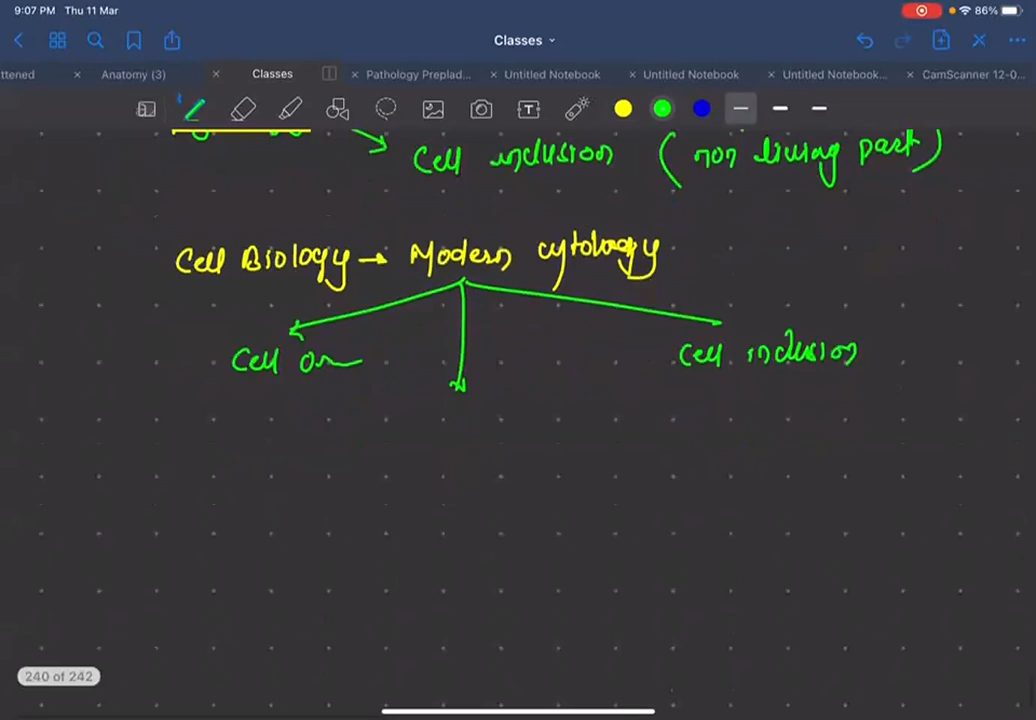 9:07 PM Thu 11 Mar 86%
Classes
ttened Anatomy (3) Classes Pathology Preplad... Untitled Notebook Untitled Notebook Untitled Notebook... CamScanner 12-0...
T
Cell inclusion (non living part)
Cell Biology → Modern cytology
Cell or
Cell inclusion
240 of 242